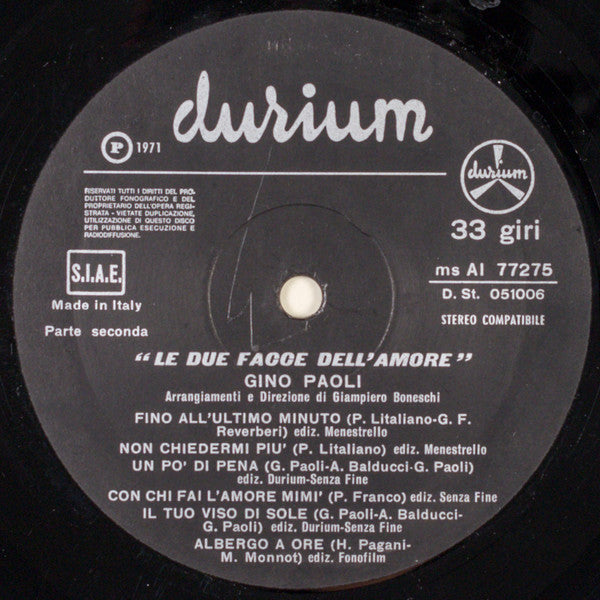 durium
P 1971
RISERVATI TUTTI I DIRITTI DEL PRO-
DUTTORE FONOGRAFICO E DEL
PROPRIETARIO DELL'OPERA REGI-
STRATA - VIETATE DUPLICAZIONE,
UTILIZZAZIONE DI QUESTO DISCO
PER PUBBLICA ESECUZIONE E
RADIODIFFUSIONE.
durium
33 giri
S.I.A.E.
ms AI 77275
Made in Italy
D. St. 051006
Parte seconda
STEREO COMPATIBILE
"LE DUE FACCE DELL'AMORE"
GINO PAOLI
Arrangiamenti e Direzione di Giampiero Boneschi
FINO ALL'ULTIMO MINUTO (P. Litaliano-G. F.
Reverberi) ediz. Menestrello
NON CHIEDERMI PIU' (P. Litaliano) ediz. Menestrello
UN PO' DI PENA (G. Paoli-A. Balducci-G. Paoli)
ediz. Durium-Senza Fine
CON CHI FAI L'AMORE MIMI' (P. Franco) ediz. Senza Fine
IL TUO VISO DI SOLE (G. Paoli-A. Balducci-
G. Paoli) ediz. Durium-Senza Fine
ALBERGO A ORE (H. Pagani-
M. Monnot) ediz. Fonofilm